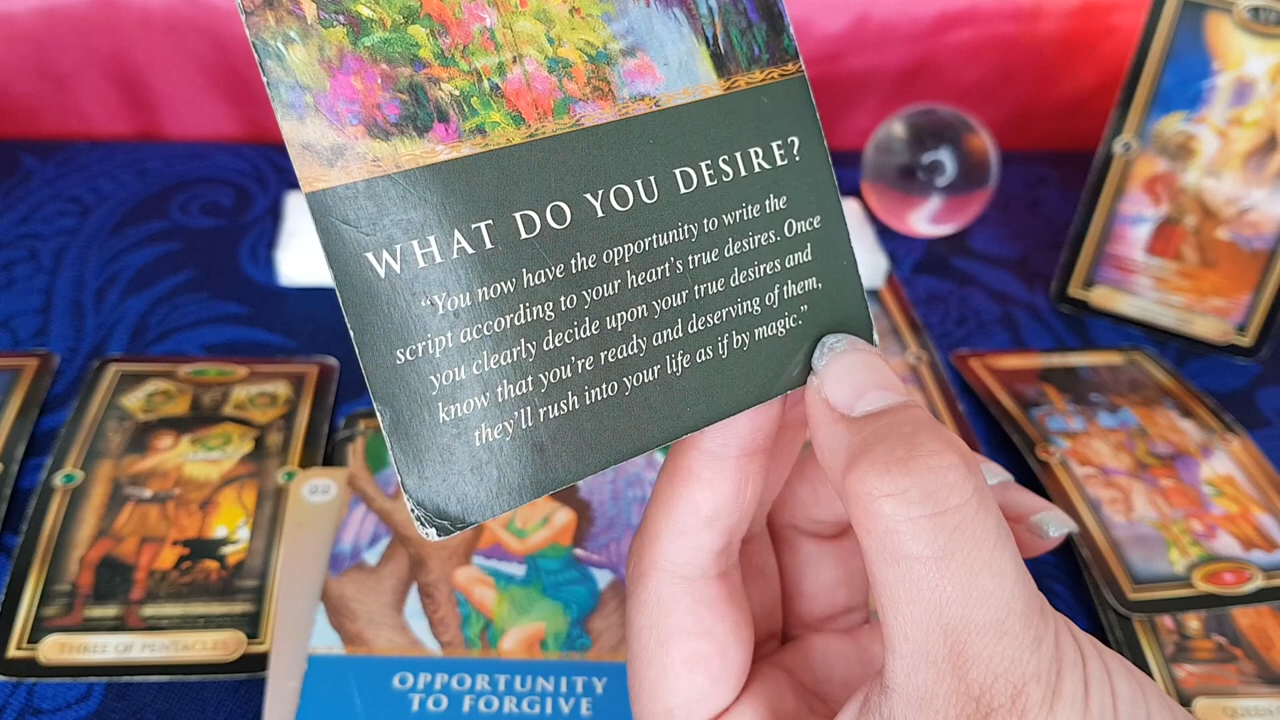 WHAT DO YOU DESIRE?
“You now have the opportunity to write the
script according to your heart’s true desires. Once
you clearly decide upon your true desires and
know that you’re ready and deserving of them,
they’ll rush into your life as if by magic.”
THREE OF PENTACLES
OPPORTUNITY
TO FORGIVE